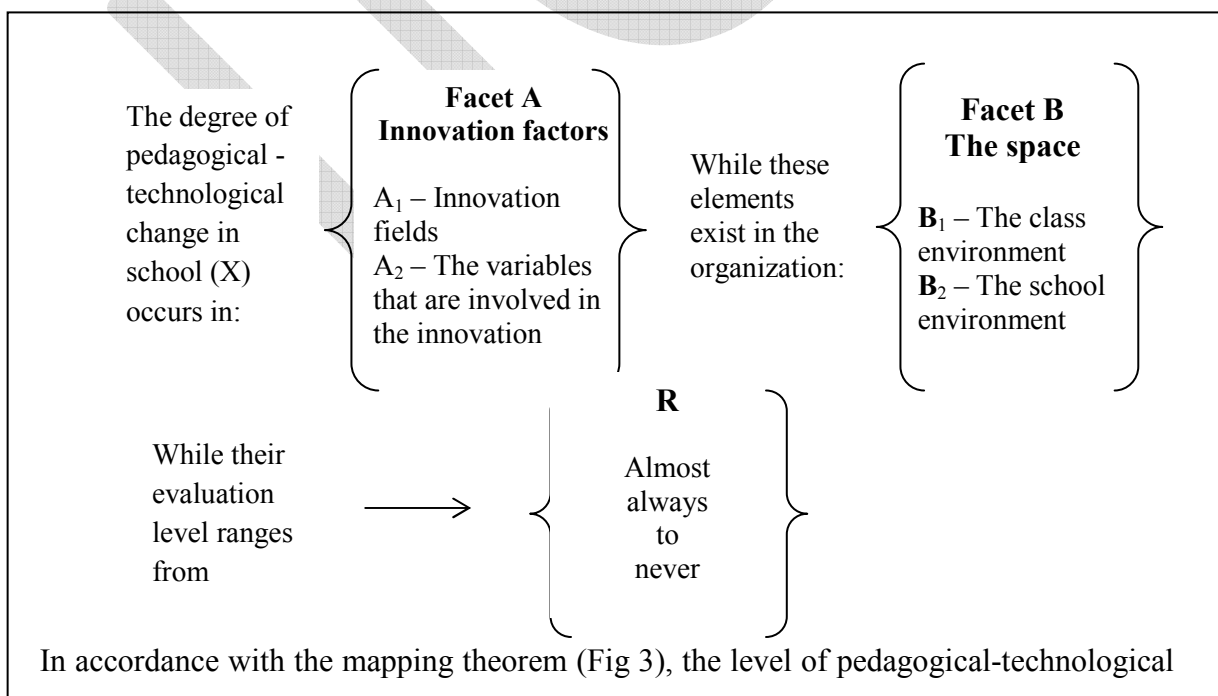 The degree of
pedagogical -
technological
change in
school (X)
occurs in:
Facet A
Innovation factors
A₁ – Innovation
fields
A₂ – The variables
that are involved in
the innovation
While these
elements
exist in the
organization:
Facet B
The space
B₁ – The class
environment
B₂ – The school
environment
While their
evaluation
level ranges
from
R
Almost
always
to
never
In accordance with the mapping theorem (Fig 3), the level of pedagogical-technological